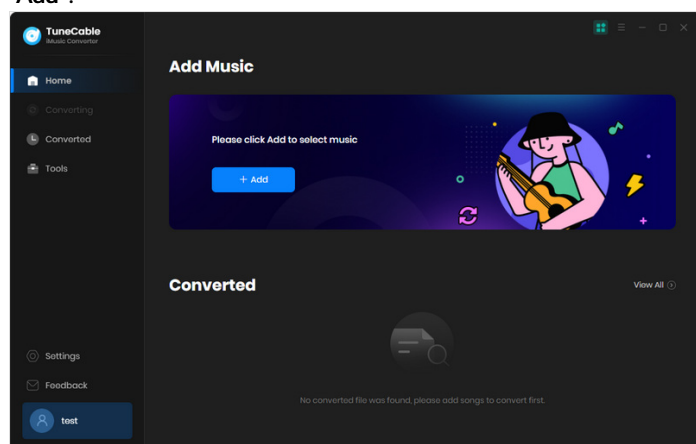 "Add".
TuneCable
iMusic Converter
Home
Converting
Converted
Tools
Settings
Feedback
test
Add Music
Please click Add to select music
+ Add
Converted
View All
No converted file was found, please add songs to convert first.